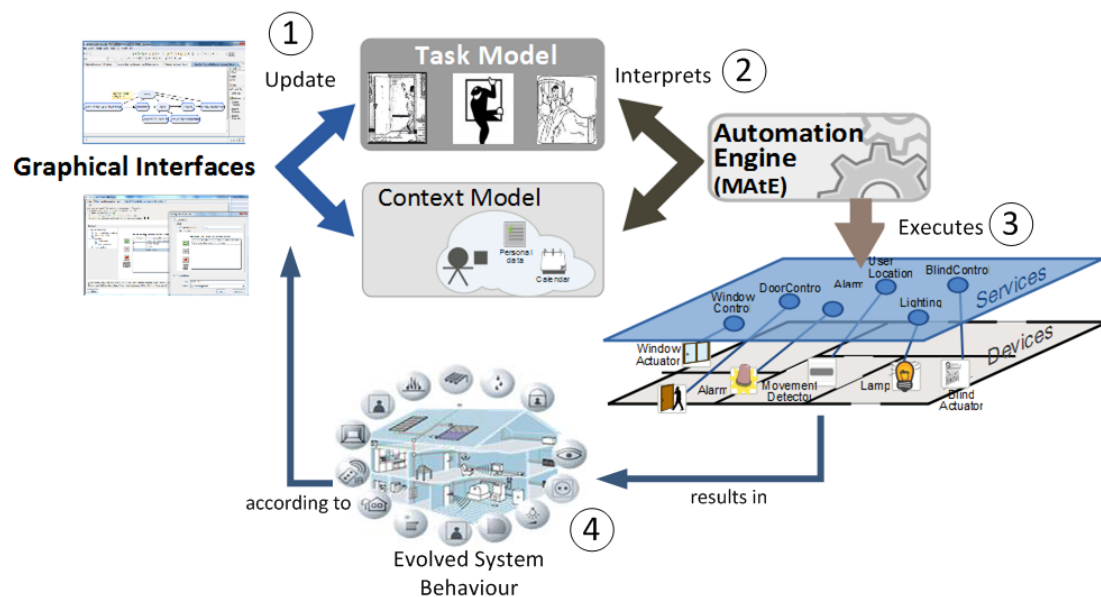 1
Update
Graphical Interfaces
Task Model
Context Model
Personal
data
Calendar
Interprets
2
Automation
Engine
(MAtE)
Executes
3
Services
User
Location
BlindControl
DoorContro
Alarm
Window
Control
Lighting
Devices
Window
Actuator
Alarm
Movement
Detector
Lamp
Blind
Actuator
results in
4
according to
Evolved System
Behaviour